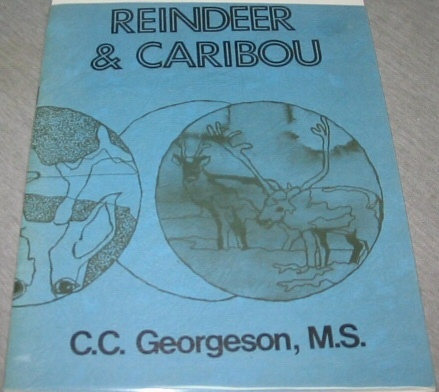 REINDEER
& CARIBOU
C.C. Georgeson, M.S.